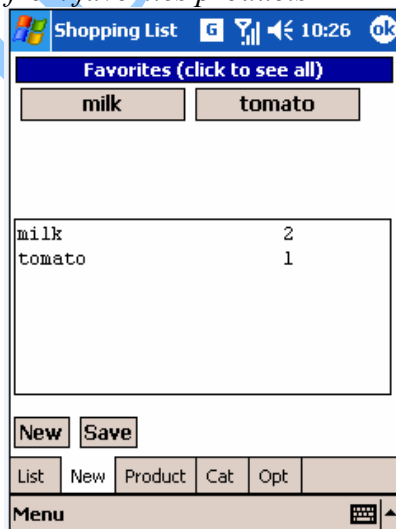 Shopping List G 10:26 ok
Favorites (click to see all)
milk tomato
milk 2
tomato 1
New Save
List New Product Cat Opt
Menu